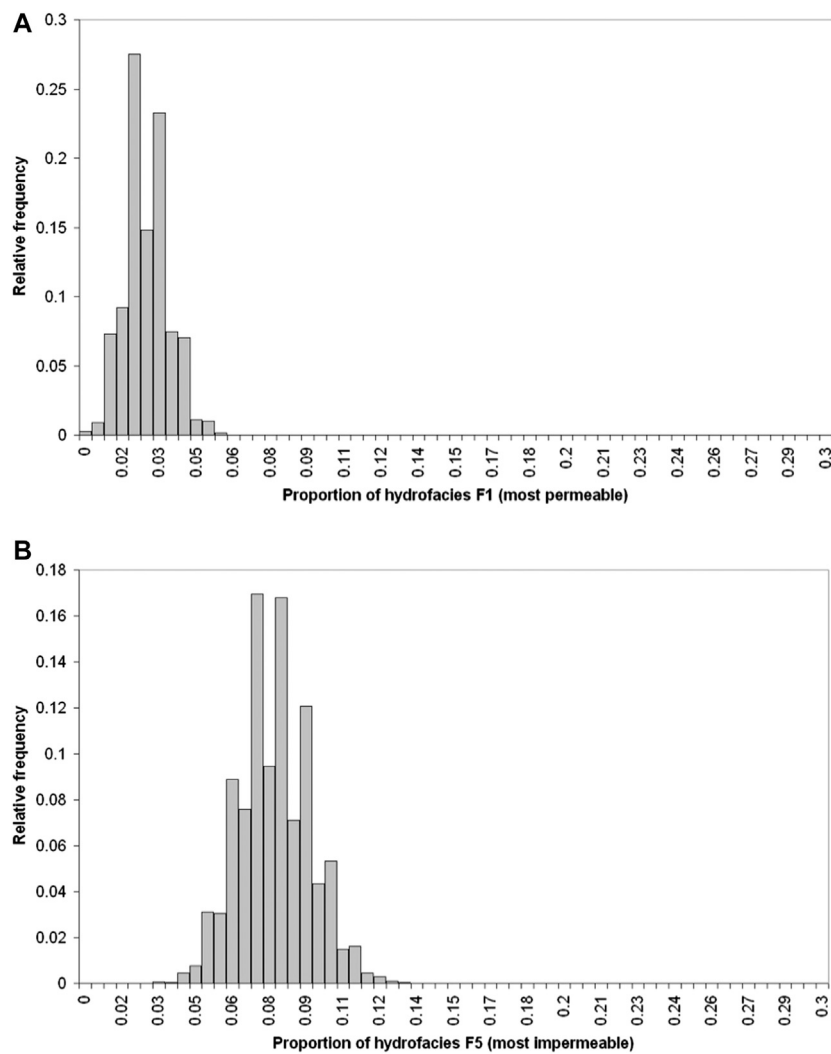 A
0.3
0.25
0.2
0.15
0.1
0.05
0
Relative frequency
0 0.02 0.03 0.05 0.06 0.08 0.09 0.11 0.12 0.14 0.15 0.17 0.18 0.2 0.21 0.23 0.24 0.26 0.27 0.29 0.3
Proportion of hydrofacies F1 (most permeable)
B
0.18
0.16
0.14
0.12
0.1
0.08
0.06
0.04
0.02
0
Relative frequency
0 0.02 0.03 0.05 0.06 0.08 0.09 0.11 0.12 0.14 0.15 0.17 0.18 0.2 0.21 0.23 0.24 0.26 0.27 0.29 0.3
Proportion of hydrofacies F5 (most impermeable)